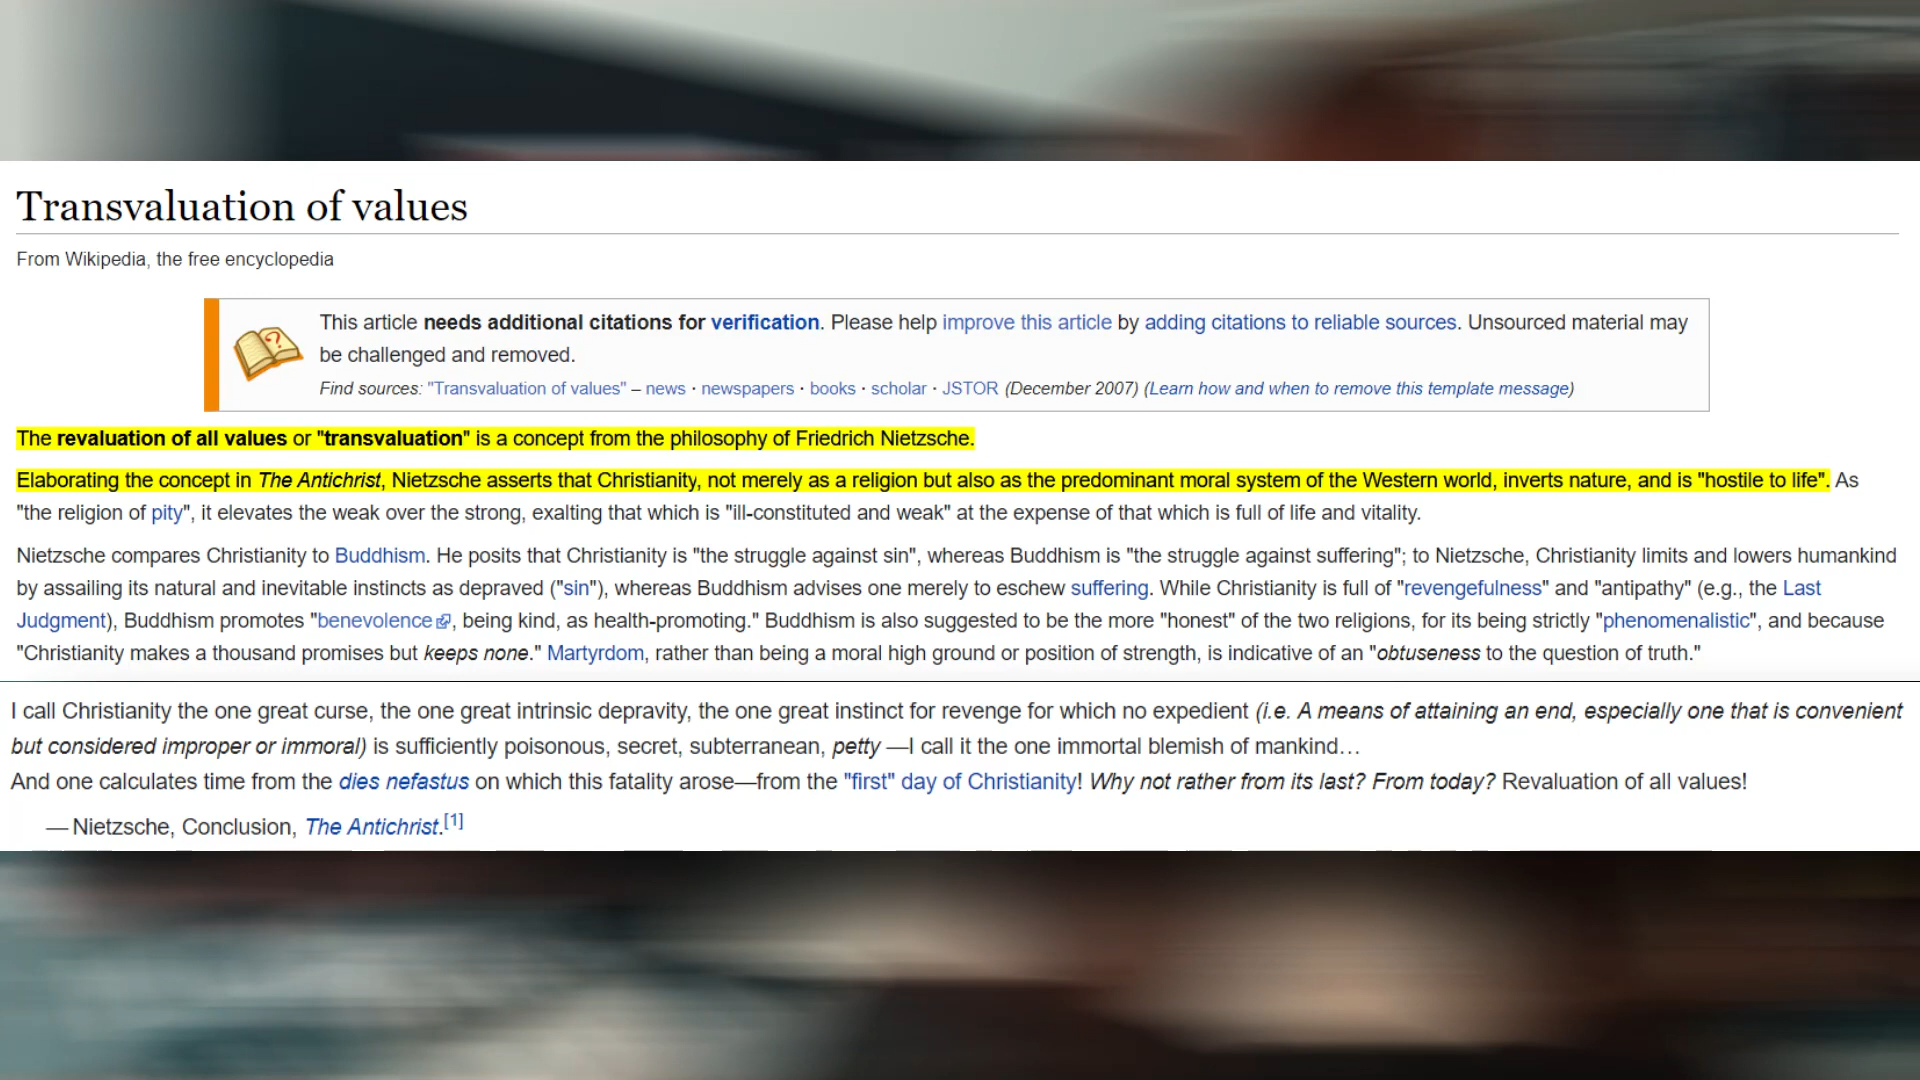 Transvaluation of values
From Wikipedia, the free encyclopedia
This article needs additional citations for verification. Please help improve this article by adding citations to reliable sources. Unsourced material may
be challenged and removed.
Find sources: "Transvaluation of values" – news · newspapers · books · scholar · JSTOR (December 2007) (Learn how and when to remove this template message)
The revaluation of all values or "transvaluation" is a concept from the philosophy of Friedrich Nietzsche.
Elaborating the concept in The Antichrist, Nietzsche asserts that Christianity, not merely as a religion but also as the predominant moral system of the Western world, inverts nature, and is "hostile to life". As
"the religion of pity", it elevates the weak over the strong, exalting that which is "ill-constituted and weak" at the expense of that which is full of life and vitality.
Nietzsche compares Christianity to Buddhism. He posits that Christianity is "the struggle against sin", whereas Buddhism is "the struggle against suffering"; to Nietzsche, Christianity limits and lowers humankind
by assailing its natural and inevitable instincts as depraved ("sin"), whereas Buddhism advises one merely to eschew suffering. While Christianity is full of "revengefulness" and "antipathy" (e.g., the Last
Judgment), Buddhism promotes "benevolence, being kind, as health-promoting." Buddhism is also suggested to be the more "honest" of the two religions, for its being strictly "phenomenalistic", and because
"Christianity makes a thousand promises but keeps none." Martyrdom, rather than being a moral high ground or position of strength, is indicative of an "obtuseness to the question of truth."
I call Christianity the one great curse, the one great intrinsic depravity, the one great instinct for revenge for which no expedient (i.e. A means of attaining an end, especially one that is convenient
but considered improper or immoral) is sufficiently poisonous, secret, subterranean, petty —I call it the one immortal blemish of mankind…
And one calculates time from the dies nefastus on which this fatality arose—from the "first" day of Christianity! Why not rather from its last? From today? Revaluation of all values!
— Nietzsche, Conclusion, The Antichrist.[1]